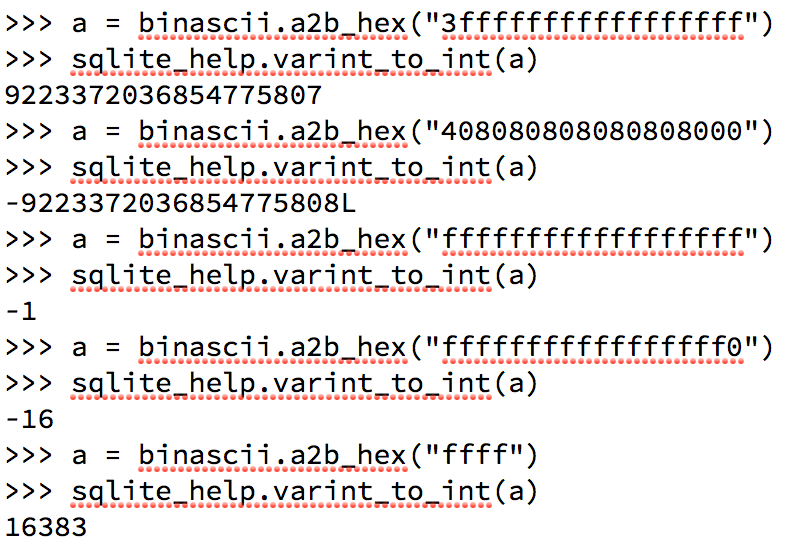 >>> a = binascii.a2b_hex("3fffffffffffffffff")
>>> sqlite_help.varint_to_int(a)
9223372036854775807
>>> a = binascii.a2b_hex("408080808080808000")
>>> sqlite_help.varint_to_int(a)
-9223372036854775808L
>>> a = binascii.a2b_hex("ffffffffffffffffff")
>>> sqlite_help.varint_to_int(a)
-1
>>> a = binascii.a2b_hex("fffffffffffffffff0")
>>> sqlite_help.varint_to_int(a)
-16
>>> a = binascii.a2b_hex("ffff")
>>> sqlite_help.varint_to_int(a)
16383